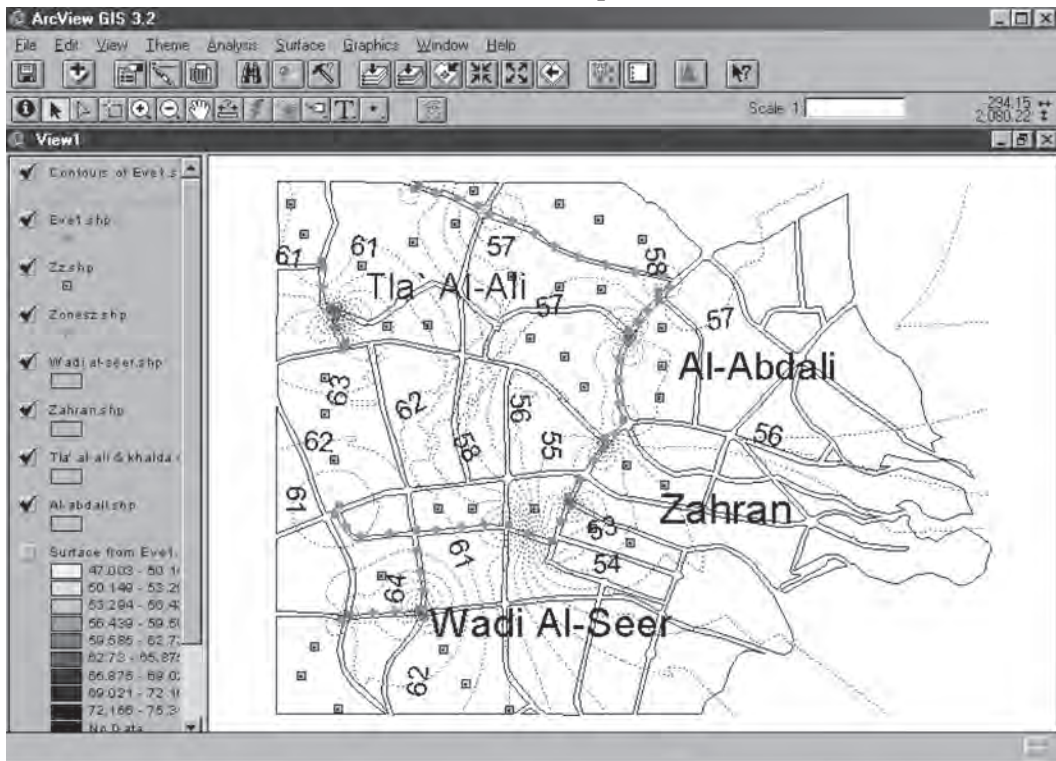 ArcView GIS 3.2
File Edit View Theme Analysis Surface Graphics Window Help
Scale 1:
294.15
2,080.22
View1
Contours of Eve1.s
Eve1.shp
Zz.shp
Zonesz.shp
Wadi al-seer.shp
Zahran.shp
Tla' al-ali & khalda
Al-abdali.shp
Surface from Eve1.
47.003 - 50.1
50.149 - 53.2
53.294 - 56.4
56.439 - 59.5
59.585 - 62.7
62.73 - 65.875
65.875 - 69.0
69.021 - 72.1
72.166 - 75.3
No Data
61
61
57
58
Tla` Al-Ali
57
57
Al-Abdali
63
62
56
62
58
55
56
61
Zahran
53
61
54
64
Wadi Al-Seer
62